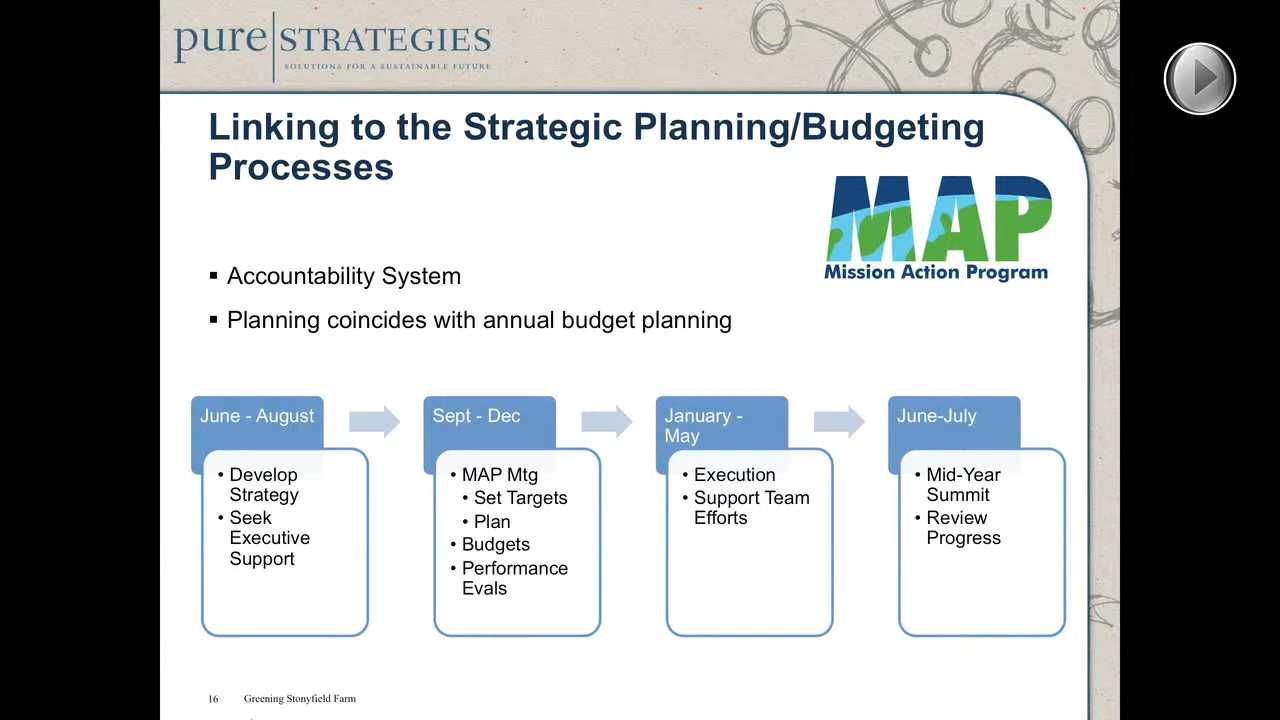 pure STRATEGIES
SOLUTIONS FOR A SUSTAINABLE FUTURE
Linking to the Strategic Planning/Budgeting
Processes
MAP
Mission Action Program
▪ Accountability System
▪ Planning coincides with annual budget planning
June - August
• Develop
Strategy
• Seek
Executive
Support
Sept - Dec
• MAP Mtg
• Set Targets
• Plan
• Budgets
• Performance
Evals
January -
May
• Execution
• Support Team
Efforts
June-July
• Mid-Year
Summit
• Review
Progress
16 Greening Stonyfield Farm